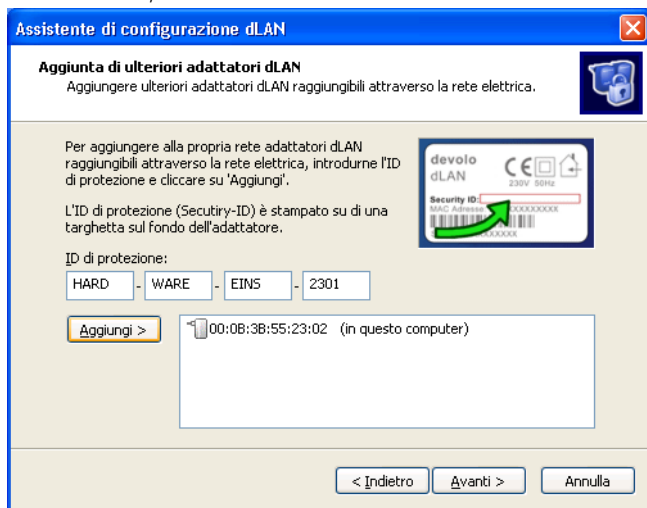 Assistente di configurazione dLAN
Aggiunta di ulteriori adattatori dLAN
Aggiungere ulteriori adattatori dLAN raggiungibili attraverso la rete elettrica.
Per aggiungere alla propria rete adattatori dLAN
raggiungibili attraverso la rete elettrica, introdurne l'ID
di protezione e cliccare su 'Aggiungi'.
L'ID di protezione (Secutiry-ID) è stampato su di una
targhetta sul fondo dell'adattatore.
devolo
dLAN
CE
230V 50Hz
Security ID:
MAC Adresse
ID di protezione:
HARD - WARE - EINS - 2301
Aggiungi >
00:0B:3B:55:23:02 (in questo computer)
< Indietro
Avanti >
Annulla